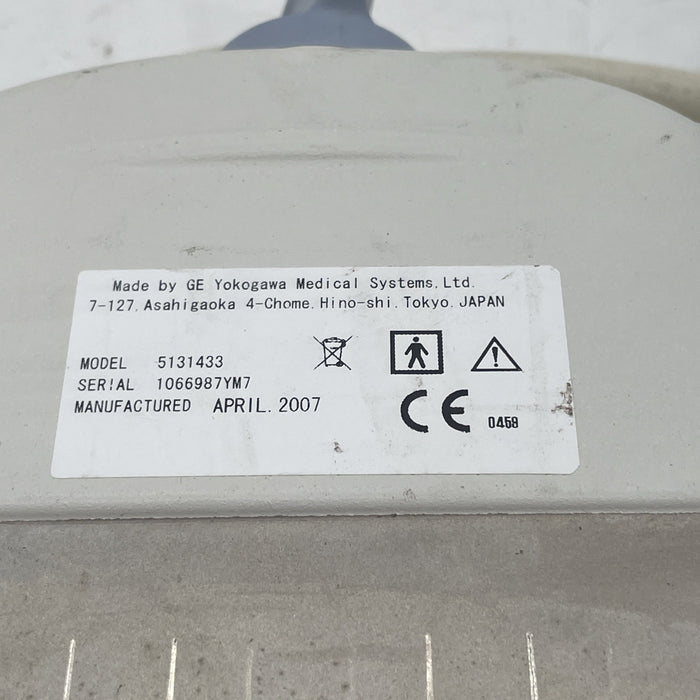 Made by GE Yokogawa Medical Systems, Ltd.
7-127, Asahigaoka 4-Chome. Hino-shi. Tokyo. JAPAN
MODEL 5131433
SERIAL 1066987YM7
MANUFACTURED APRIL. 2007
CE 0459